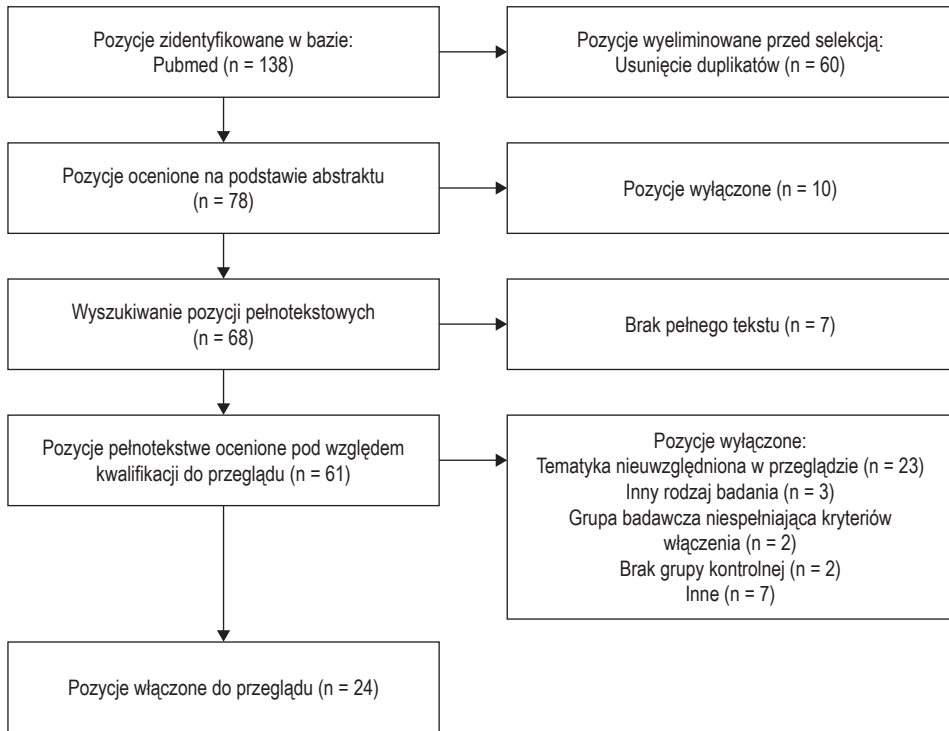 Pozycje zidentyfikowane w bazie:
Pubmed (n = 138)
Pozycje wyeliminowane przed selekcją:
Usunięcie duplikatów (n = 60)
Pozycje ocenione na podstawie abstraktu
(n = 78)
Pozycje wyłączone (n = 10)
Wyszukiwanie pozycji pełnotekstowych
(n = 68)
Brak pełnego tekstu (n = 7)
Pozycje pełnotekstwe ocenione pod względem
kwalifikacji do przeglądu (n = 61)
Pozycje wyłączone:
Tematyka nieuwzględniona w przeglądzie (n = 23)
Inny rodzaj badania (n = 3)
Grupa badawcza niespełniająca kryteriów
włączenia (n = 2)
Brak grupy kontrolnej (n = 2)
Inne (n = 7)
Pozycje włączone do przeglądu (n = 24)